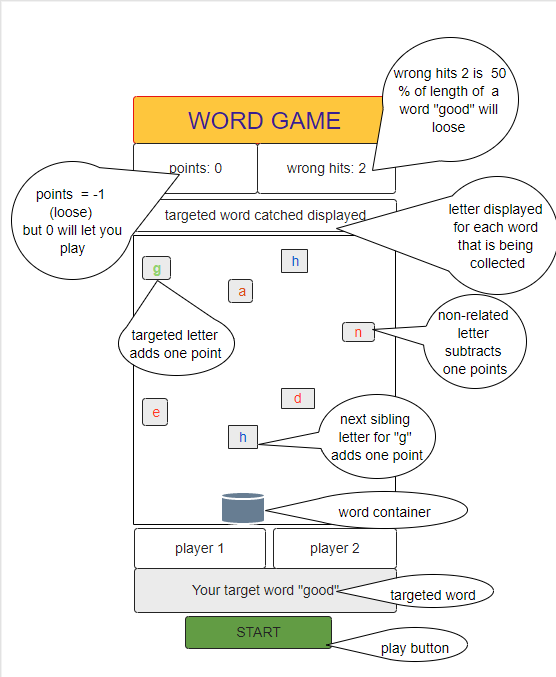 wrong hits 2 is 50
% of length of a
word "good" will
loose
WORD GAME
points: 0
wrong hits: 2
points = -1
(loose)
but 0 will let you
play
targeted word catched displayed
letter displayed
for each word
that is being
collected
g
h
a
n
non-related
letter
subtracts
one points
targeted letter
adds one point
e
d
h
next sibling
letter for "g"
adds one point
word container
player 1
player 2
Your target word "good"
targeted word
START
play button